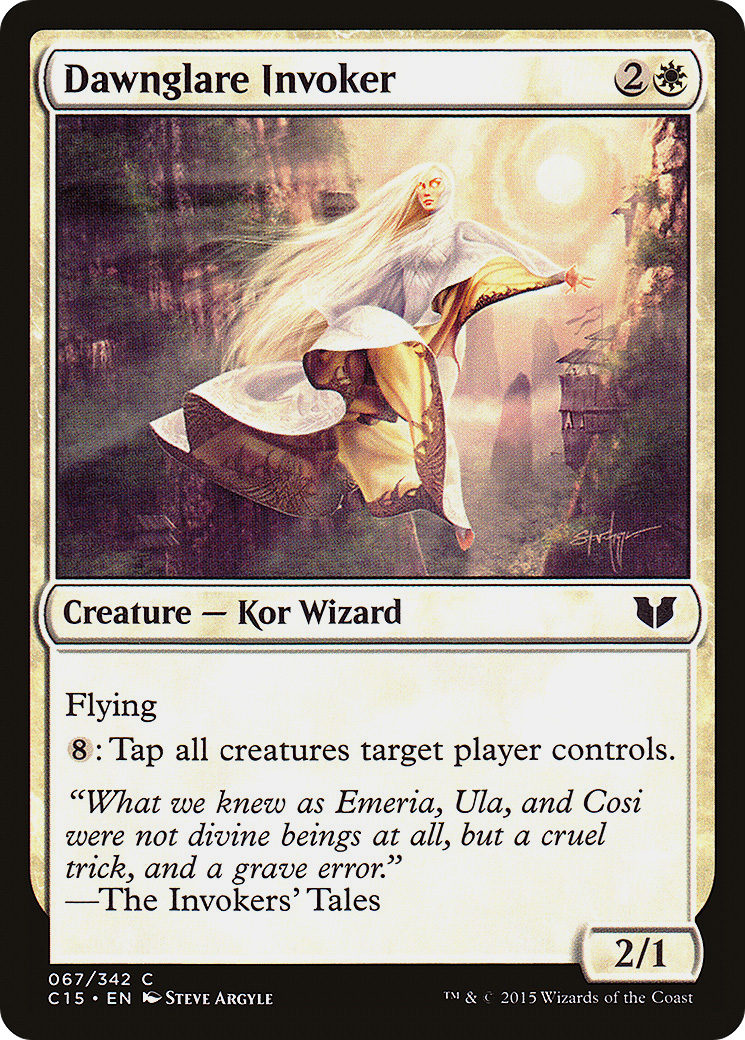 Dawnglare Invoker 2
Creature — Kor Wizard
Flying
8: Tap all creatures target player controls.
“What we knew as Emeria, Ula, and Cosi
were not divine beings at all, but a cruel
trick, and a grave error.”
—The Invokers’ Tales
2/1
067/342 C
C15 • EN Steve Argyle
™ & © 2015 Wizards of the Coast